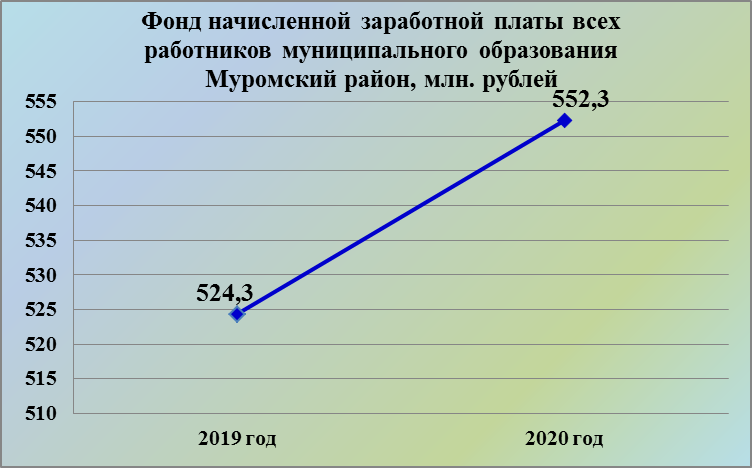 Фонд начисленной заработной платы всех
работников муниципального образования
Муромский район, млн. рублей
555
552,3
550
545
540
535
530
524,3
525
520
515
510
2019 год
2020 год